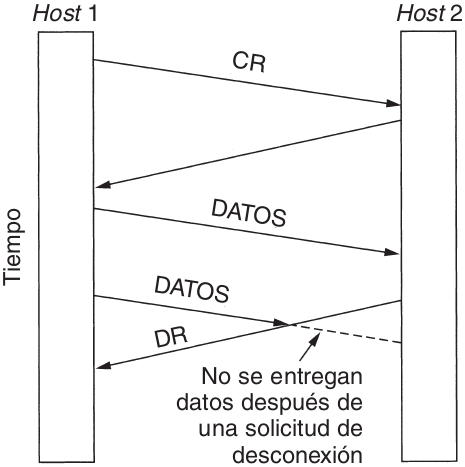 Host 1
Host 2
CR
DATOS
Tiempo
DATOS
DR
No se entregan
datos después de
una solicitud de
desconexión